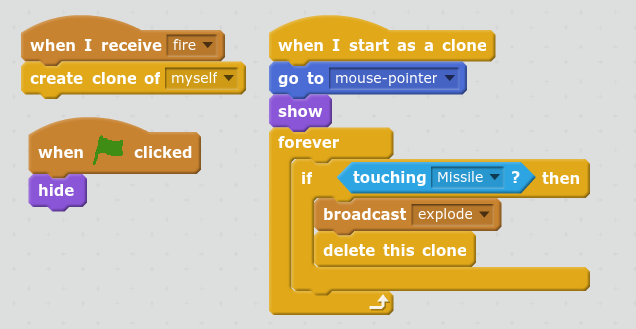 when I receive fire
create clone of myself
when clicked
hide
when I start as a clone
go to mouse-pointer
show
forever
if touching Missile ? then
broadcast explode
delete this clone